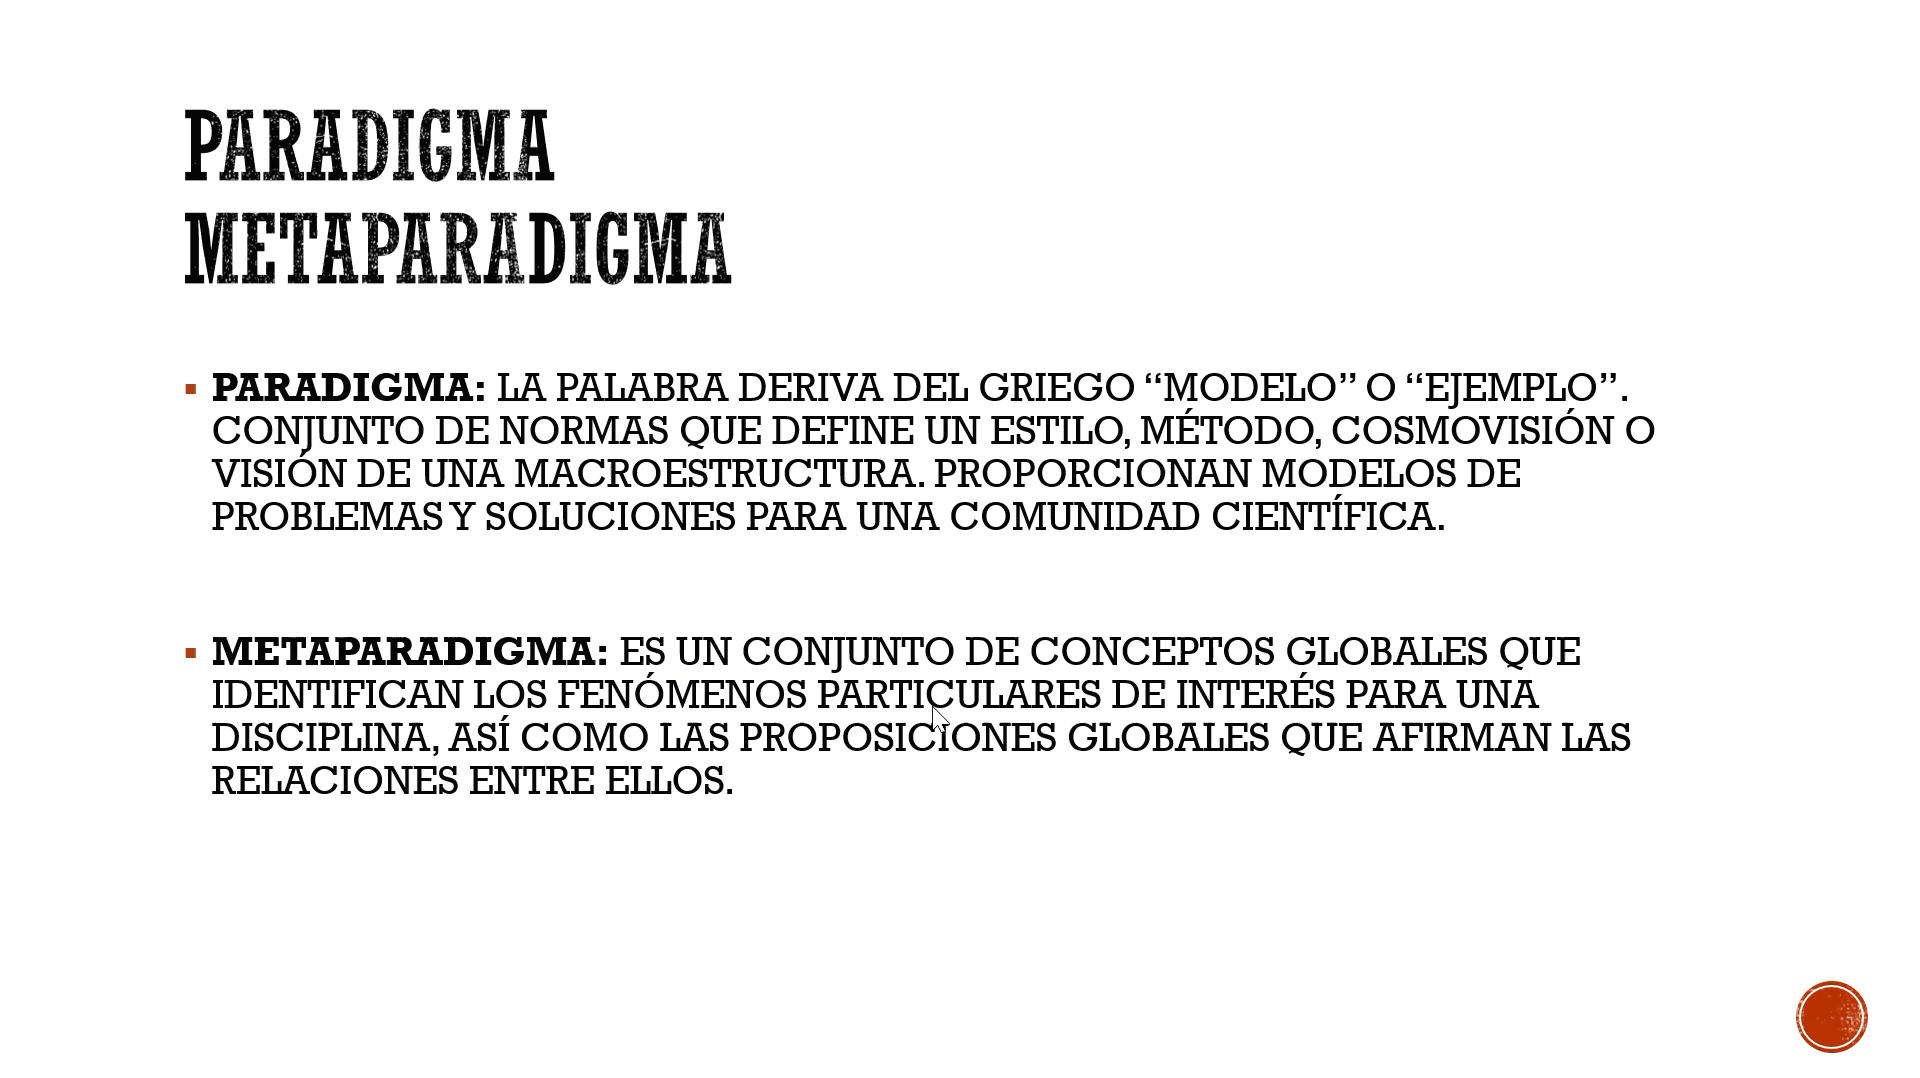 PARADIGMA
METAPARADIGMA
PARADIGMA: LA PALABRA DERIVA DEL GRIEGO “MODELO” O “EJEMPLO”.
CONJUNTO DE NORMAS QUE DEFINE UN ESTILO, MÉTODO, COSMOVISIÓN O
VISIÓN DE UNA MACROESTRUCTURA. PROPORCIONAN MODELOS DE
PROBLEMAS Y SOLUCIONES PARA UNA COMUNIDAD CIENTÍFICA.
METAPARADIGMA: ES UN CONJUNTO DE CONCEPTOS GLOBALES QUE
IDENTIFICAN LOS FENÓMENOS PARTICULARES DE INTERÉS PARA UNA
DISCIPLINA, ASÍ COMO LAS PROPOSICIONES GLOBALES QUE AFIRMAN LAS
RELACIONES ENTRE ELLOS.